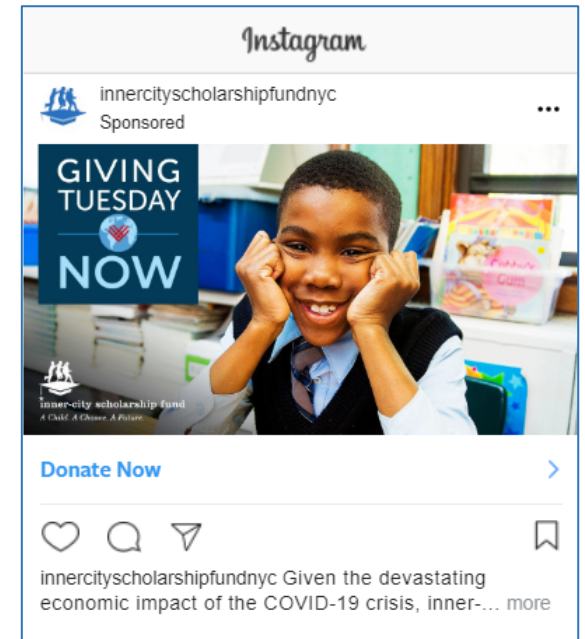 Instagram
innercityscholarshipfundnyc
Sponsored
GIVING
TUESDAY
NOW
inner-city scholarship fund
A Child. A Chance. A Future.
Gum
Donate Now
innercityscholarshipfundnyc Given the devastating
economic impact of the COVID-19 crisis, inner-... more